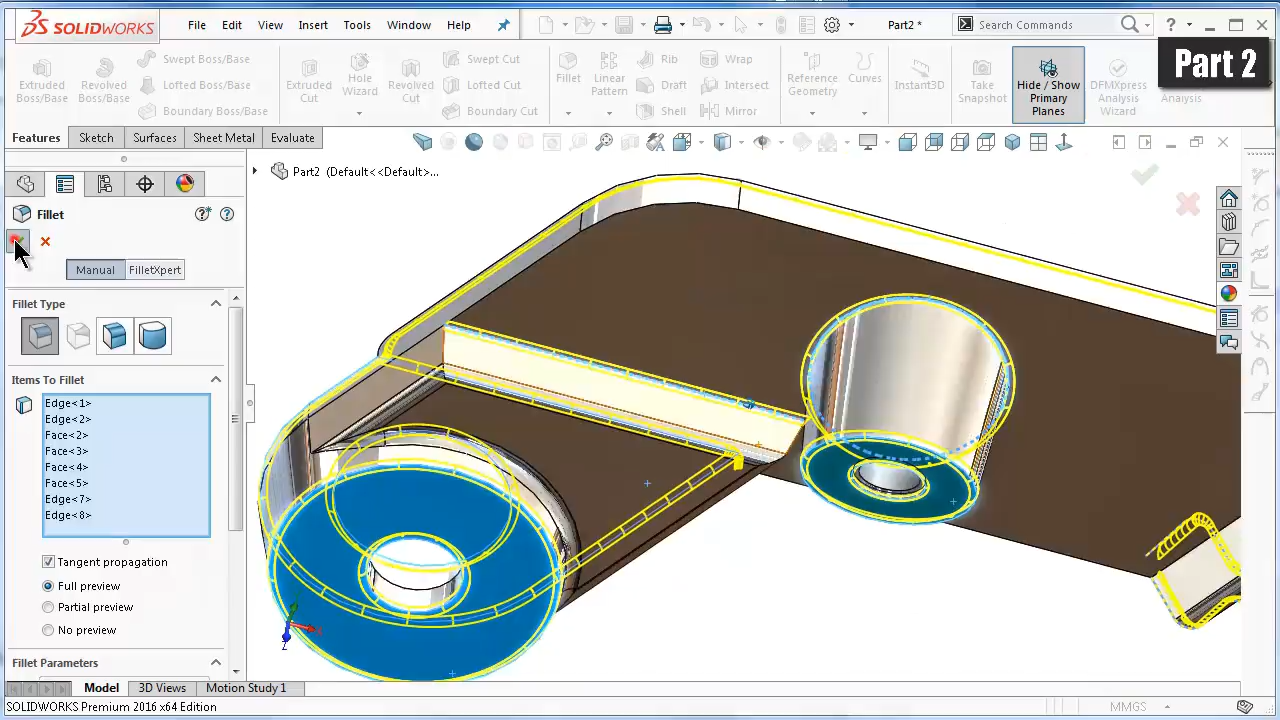 SOLIDWORKS
File Edit View Insert Tools Window Help
Part2 *
Search Commands
Part 2
Extruded Boss/Base
Revolved Boss/Base
Swept Boss/Base
Lofted Boss/Base
Boundary Boss/Base
Extruded Cut
Hole Wizard
Revolved Cut
Swept Cut
Lofted Cut
Boundary Cut
Fillet
Linear Pattern
Rib
Draft
Shell
Wrap
Intersect
Mirror
Reference Geometry
Curves
Instant3D
Take Snapshot
Hide / Show Primary Planes
DFMXpress Analysis Wizard
Analysis
Features Sketch Surfaces Sheet Metal Evaluate
Part2 (Default<<Default>...
Fillet
Manual FilletXpert
Fillet Type
Items To Fillet
Edge<1>
Edge<2>
Face<2>
Face<3>
Face<4>
Face<5>
Edge<7>
Edge<8>
Tangent propagation
Full preview
Partial preview
No preview
Fillet Parameters
Model 3D Views Motion Study 1
SOLIDWORKS Premium 2016 x64 Edition
MMGS